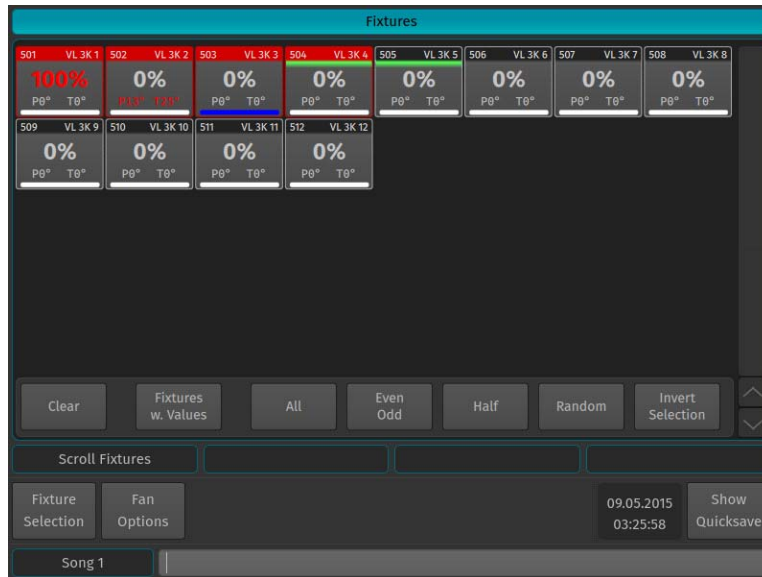 Fixtures
501 VL 3K 1 502 VL 3K 2 503 VL 3K 3 504 VL 3K 4 505 VL 3K 5 506 VL 3K 6 507 VL 3K 7 508 VL 3K 8
100% 0% 0% 0% 0% 0% 0% 0%
P0° T0° P10° T25° P0° T0° P0° T0° P0° T0° P0° T0° P0° T0° P0° T0°
509 VL 3K 9 510 VL 3K 10 511 VL 3K 11 512 VL 3K 12
0% 0% 0% 0%
P0° T0° P0° T0° P0° T0° P0° T0°
Clear
Fixtures
w. Values
All
Even
Odd
Half
Random
Invert
Selection
Scroll Fixtures
Fixture
Selection
Fan
Options
09.05.2015
03:25:58
Show
Quicksave
Song 1